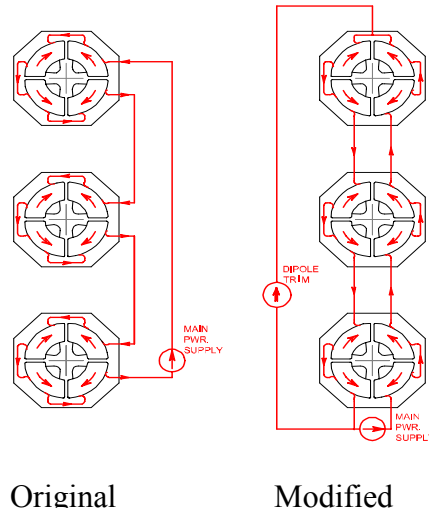 DIPOLE
TRIM
MAIN
PWR.
SUPPLY
MAIN
PWR.
SUPPL
Original
Modified